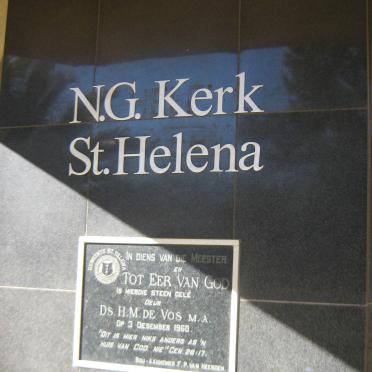 N.G. Kerk
St. Helena
IN DIENS VAN DIE MEESTER
EN
TOT EER VAN GOD
IS HIERDIE STEEN GELÊ
DEUR
DS. H.M. DE VOS M.A.
OP 3 DESEMBER 1960.
"DIT IS HIER NIKS ANDERS AS 'N
HUIS VAN GOD NIE" GEN. 28:17.
F.P. VAN HEERDEN